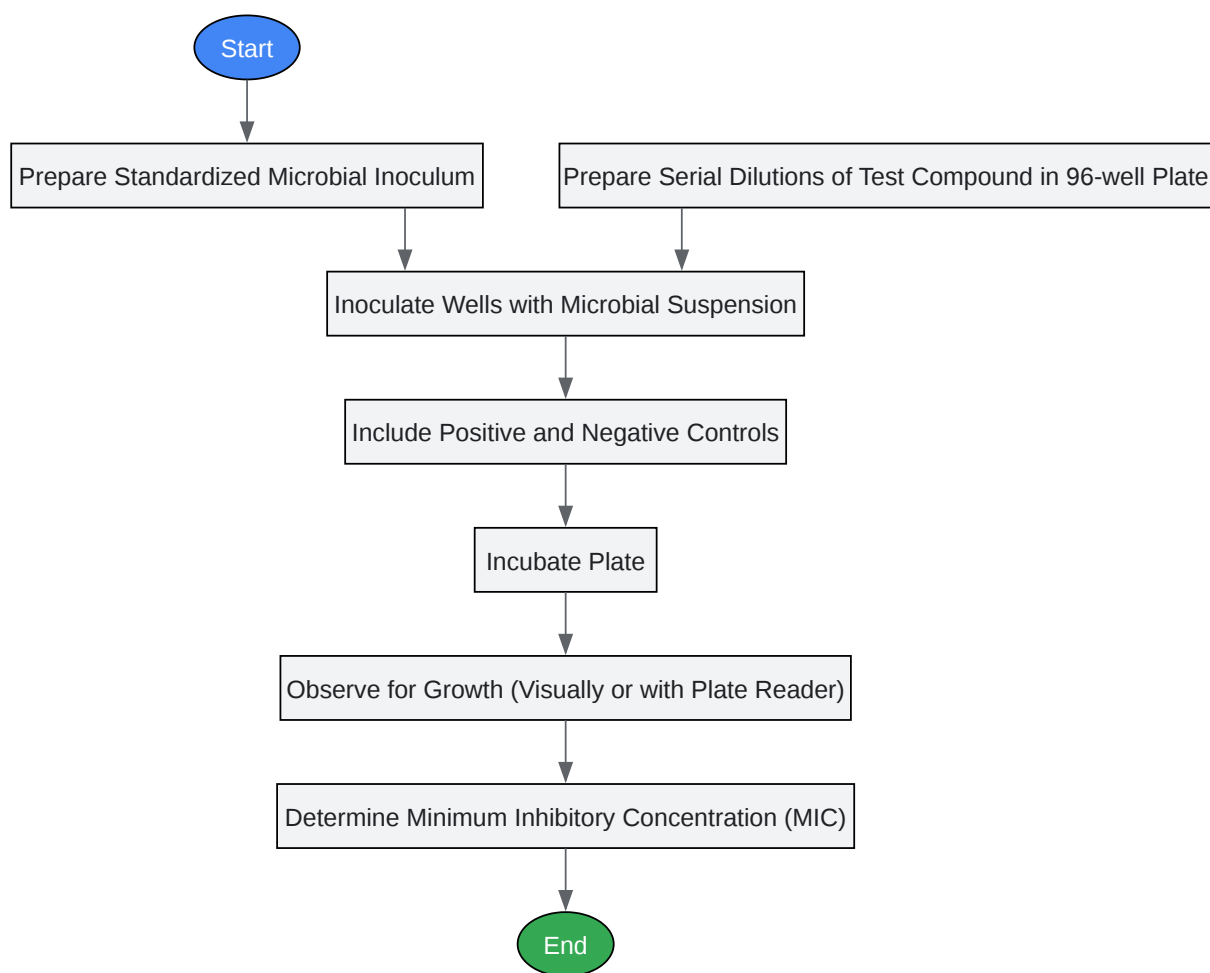 Start
Prepare Standardized Microbial Inoculum
Prepare Serial Dilutions of Test Compound in 96-well Plate
Inoculate Wells with Microbial Suspension
Include Positive and Negative Controls
Incubate Plate
Observe for Growth (Visually or with Plate Reader)
Determine Minimum Inhibitory Concentration (MIC)
End